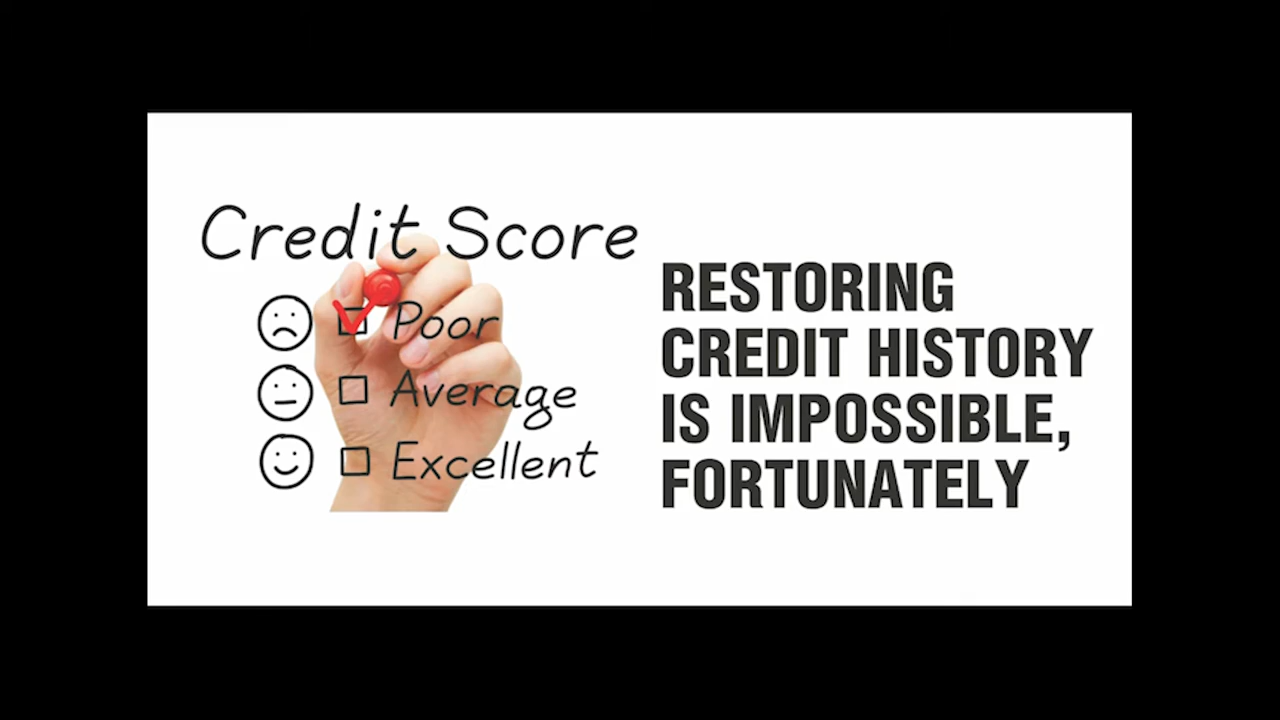 Credit Score
Poor
Average
Excellent
RESTORING
CREDIT HISTORY
IS IMPOSSIBLE,
FORTUNATELY